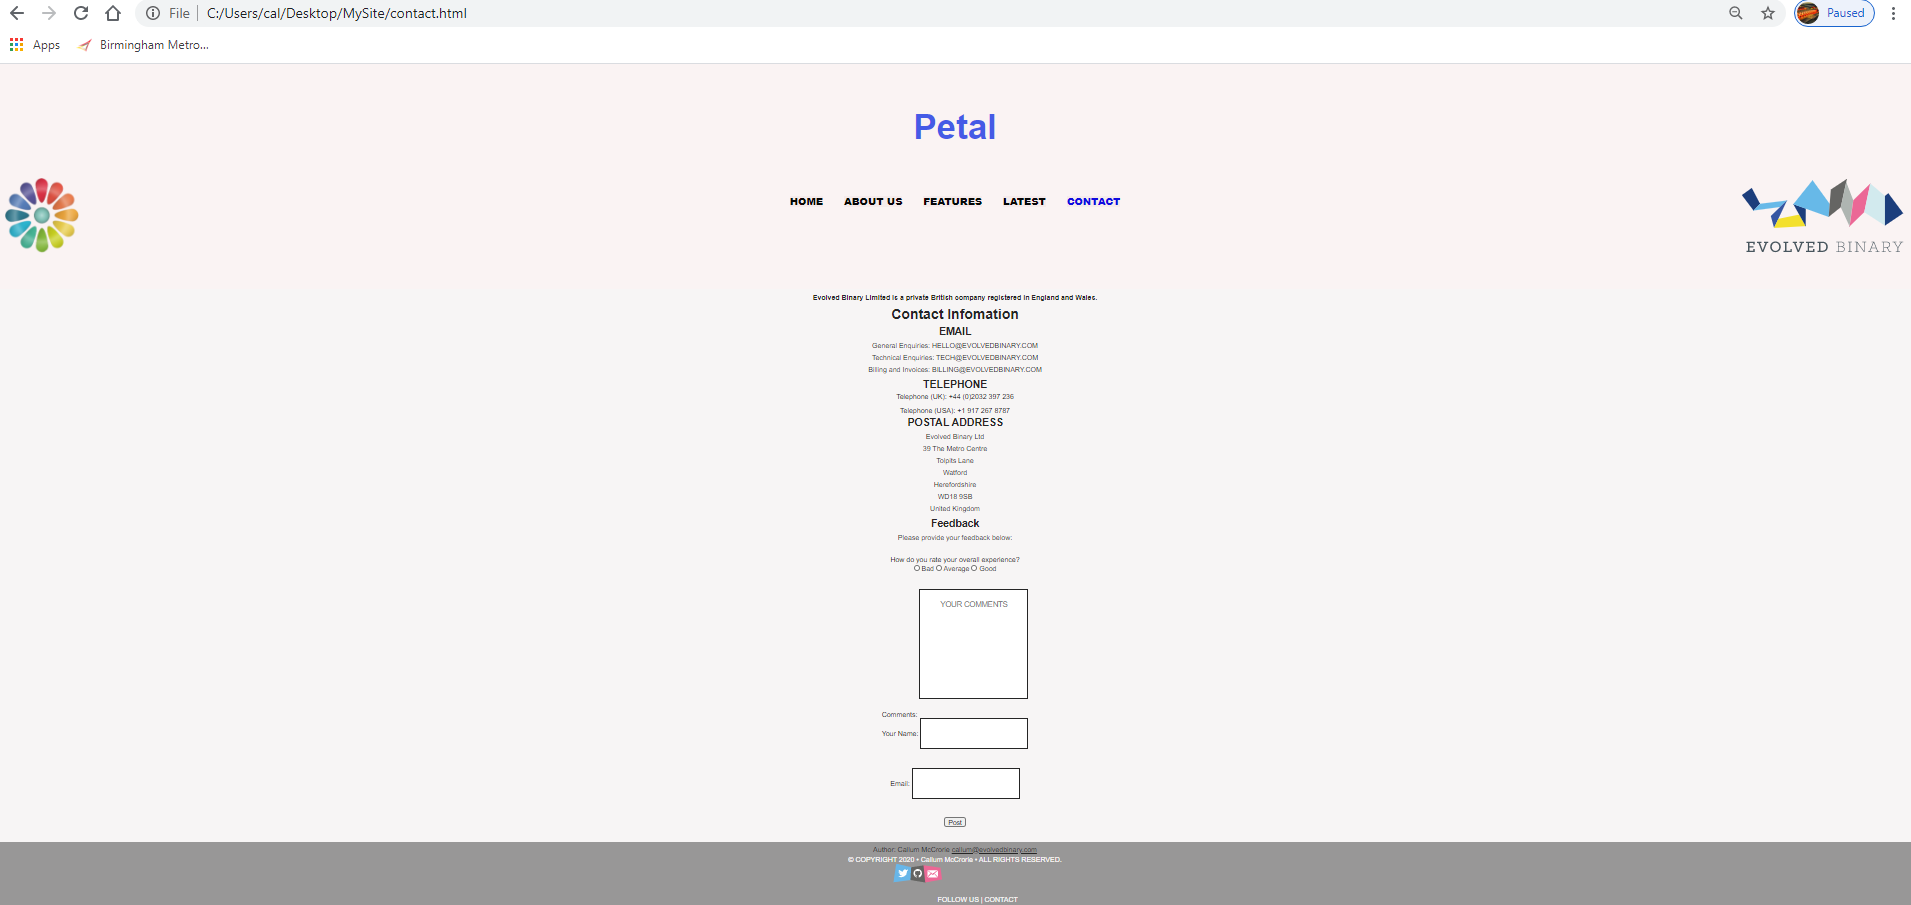 File C:/Users/cal/Desktop/MySite/contact.html Paused
Apps Birmingham Metro...
Petal
HOME ABOUT US FEATURES LATEST CONTACT
EVOLVED BINARY
Evolved Binary Limited is a private British company registered in England and Wales.
Contact Infomation
EMAIL
General Enquiries: HELLO@EVOLVEDBINARY.COM
Technical Enquiries: TECH@EVOLVEDBINARY.COM
Billing and Invoices: BILLING@EVOLVEDBINARY.COM
TELEPHONE
Telephone (UK): +44 (0)2032 397 236
Telephone (USA): +1 917 267 8787
POSTAL ADDRESS
Evolved Binary Ltd
39 The Metro Centre
Tolpits Lane
Watford
Herefordshire
WD18 9SB
United Kingdom
Feedback
Please provide your feedback below:
How do you rate your overall experience?
Bad Average Good
YOUR COMMENTS
Comments:
Your Name:
Email:
Post
Author: Callum McCrorie callum@evolvedbinary.com
© COPYRIGHT 2020 • Callum McCrorie • ALL RIGHTS RESERVED.
FOLLOW US | CONTACT